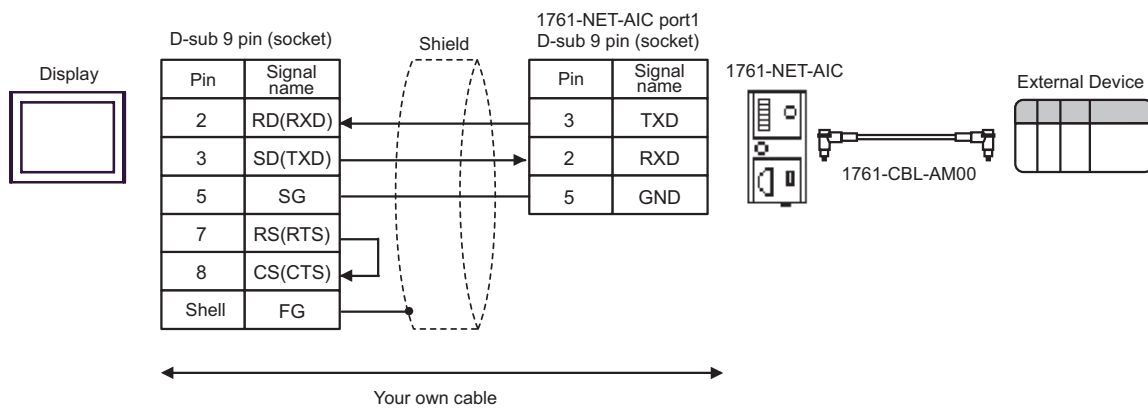 1761-NET-AIC port1
D-sub 9 pin (socket)
D-sub 9 pin (socket)
Shield
Display
1761-NET-AIC
External Device
Pin Signal name
2 RD(RXD)
3 SD(TXD)
5 SG
7 RS(RTS)
8 CS(CTS)
Shell FG
Pin Signal name
3 TXD
2 RXD
5 GND
1761-CBL-AM00
Your own cable